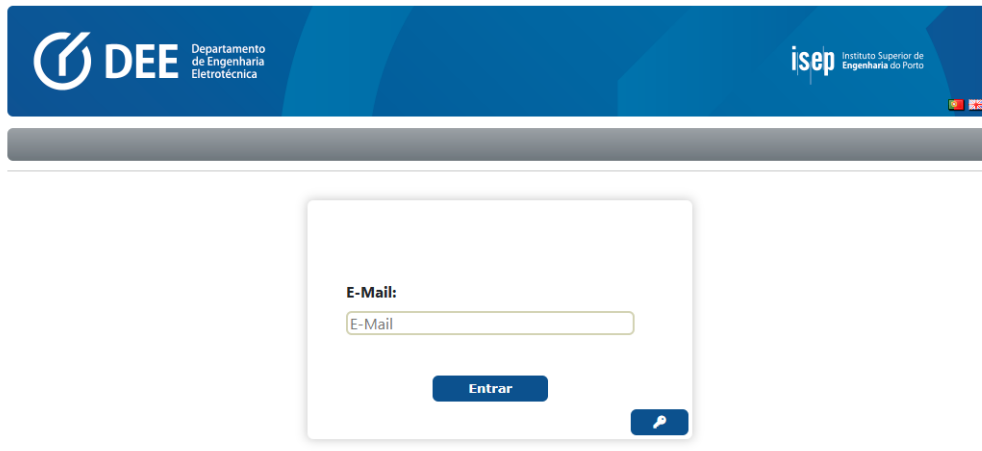 DEE
Departamento
de Engenharia
Eletrotécnica
isep
Instituto Superior de
Engenharia do Porto
E-Mail:
E-Mail
Entrar